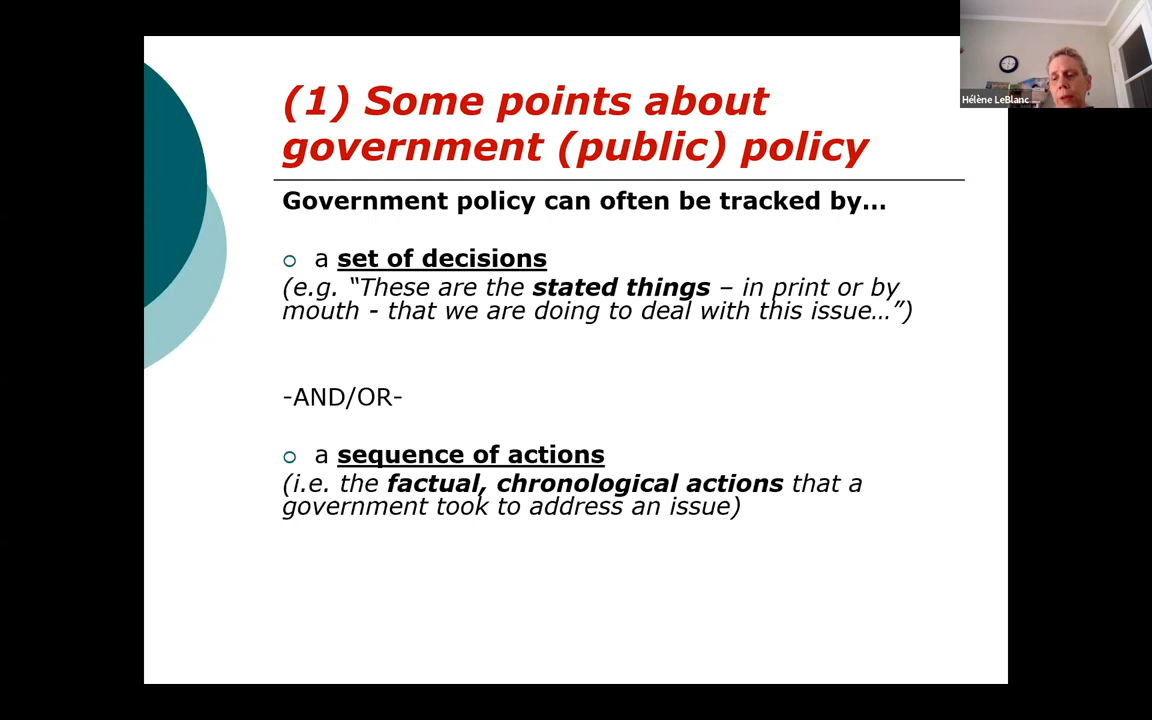 (1) Some points about
government (public) policy
Government policy can often be tracked by…
a set of decisions
(e.g. “These are the stated things – in print or by
mouth - that we are doing to deal with this issue…”)
-AND/OR-
a sequence of actions
(i.e. the factual, chronological actions that a
government took to address an issue)
Hélène LeBlanc ...